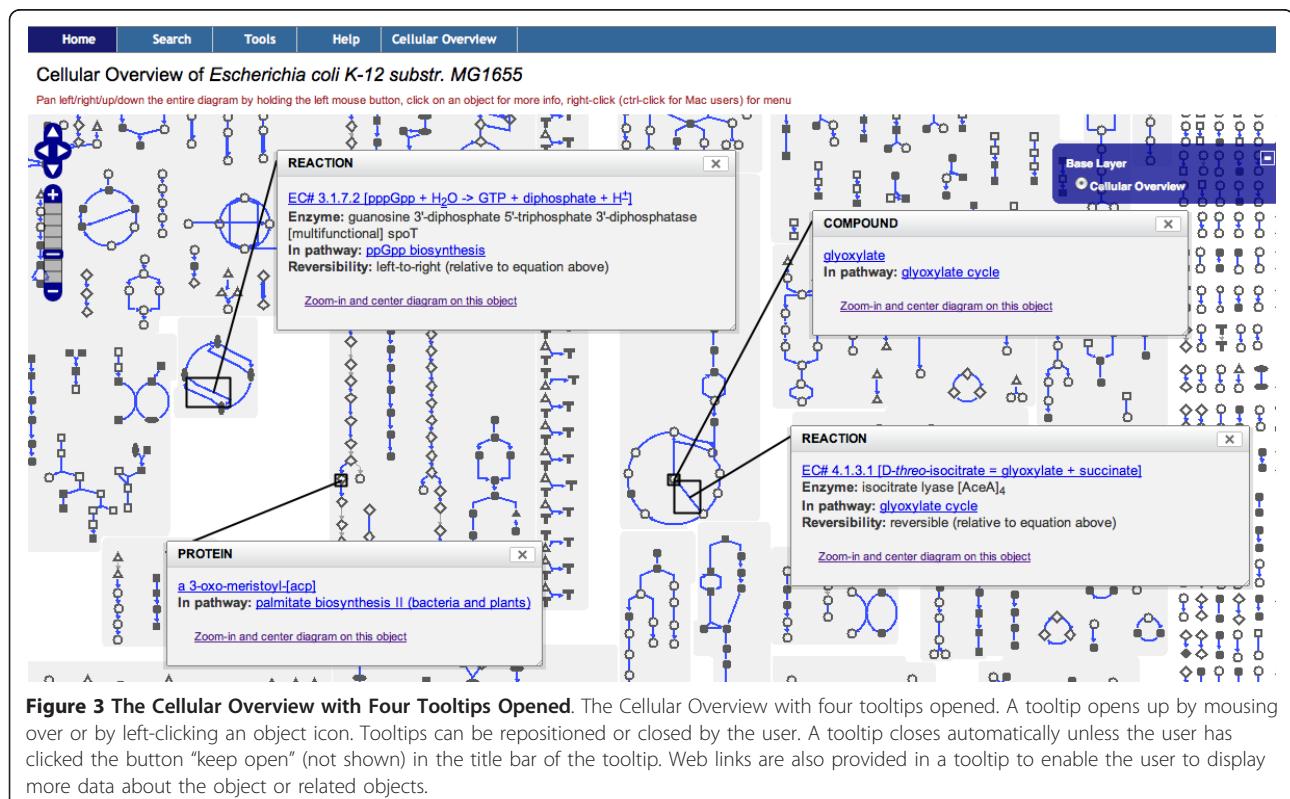 Home Search Tools Help Cellular Overview
Cellular Overview of Escherichia coli K-12 substr. MG1655
Pan left/right/up/down the entire diagram by holding the left mouse button, click on an object for more info, right-click (ctrl-click for Mac users) for menu
REACTION
EC# 3.1.7.2 [pppGpp + H2O -> GTP + diphosphate + H+]
Enzyme: guanosine 3'-diphosphate 5'-triphosphate 3'-diphosphatase
[multifunctional] spoT
In pathway: ppGpp biosynthesis
Reversibility: left-to-right (relative to equation above)
Zoom-in and center diagram on this object
Base Layer
Cellular Overview
COMPOUND
glyoxylate
In pathway: glyoxylate cycle
Zoom-in and center diagram on this object
REACTION
EC# 4.1.3.1 [D-threo-isocitrate = glyoxylate + succinate]
Enzyme: isocitrate lyase [AceA]4
In pathway: glyoxylate cycle
Reversibility: reversible (relative to equation above)
Zoom-in and center diagram on this object
PROTEIN
a 3-oxo-meristoyl-[acp]
In pathway: palmitate biosynthesis II (bacteria and plants)
Zoom-in and center diagram on this object
Figure 3 The Cellular Overview with Four Tooltips Opened. The Cellular Overview with four tooltips opened. A tooltip opens up by mousing
over or by left-clicking an object icon. Tooltips can be repositioned or closed by the user. A tooltip closes automatically unless the user has
clicked the button “keep open” (not shown) in the title bar of the tooltip. Web links are also provided in a tooltip to enable the user to display
more data about the object or related objects.